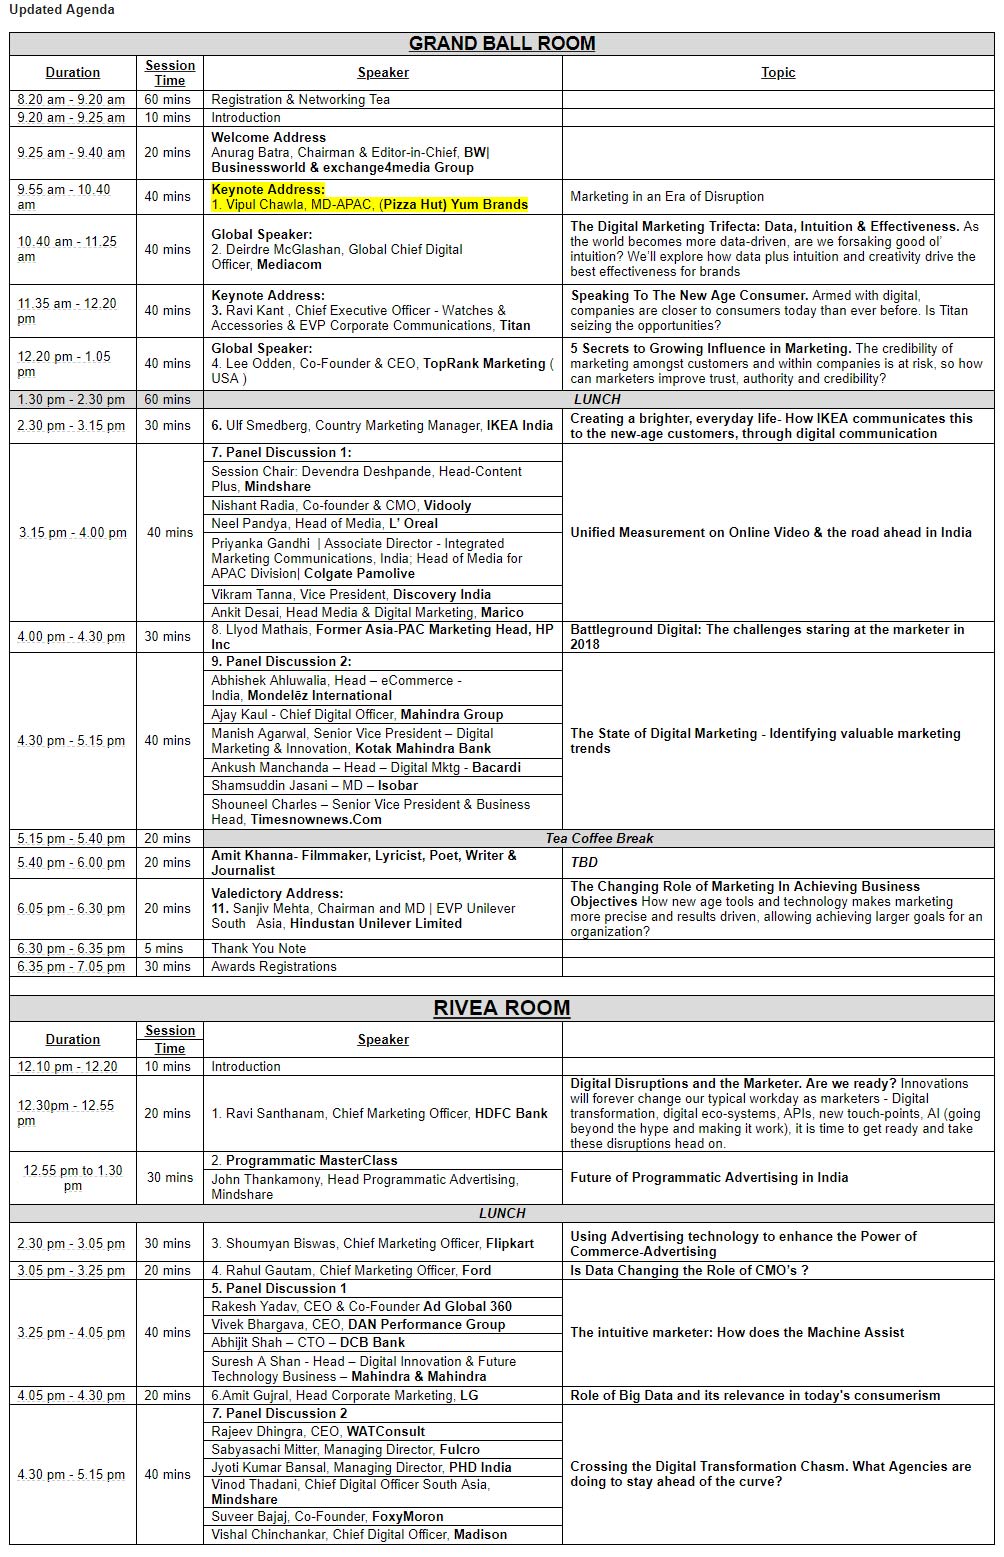 Updated Agenda
GRAND BALL ROOM
Duration
Session
Time
Speaker
Topic
8.20 am - 9.20 am
60 mins
Registration & Networking Tea
9.20 am - 9.25 am
10 mins
Introduction
9.25 am - 9.40 am
20 mins
Welcome Address
Anurag Batra, Chairman & Editor-in-Chief, BW|
Businessworld & exchange4media Group
9.55 am - 10.40
am
40 mins
Keynote Address:
1. Vipul Chawla, MD-APAC, (Pizza Hut) Yum Brands
Marketing in an Era of Disruption
10.40 am - 11.25
am
40 mins
Global Speaker:
2. Deirdre McGlashan, Global Chief Digital
Officer, Mediacom
The Digital Marketing Trifecta: Data, Intuition & Effectiveness. As
the world becomes more data-driven, are we forsaking good ol'
intuition? We'll explore how data plus intuition and creativity drive the
best effectiveness for brands
11.35 am - 12.20
pm
40 mins
Keynote Address:
3. Ravi Kant , Chief Executive Officer - Watches &
Accessories & EVP Corporate Communications, Titan
Speaking To The New Age Consumer. Armed with digital,
companies are closer to consumers today than ever before. Is Titan
seizing the opportunities?
12.20 pm - 1.05
pm
40 mins
Global Speaker:
4. Lee Odden, Co-Founder & CEO, TopRank Marketing (
USA )
5 Secrets to Growing Influence in Marketing. The credibility of
marketing amongst customers and within companies is at risk, so how
can marketers improve trust, authority and credibility?
1.30 pm - 2.30 pm
60 mins
LUNCH
2.30 pm - 3.15 pm
30 mins
6. Ulf Smedberg, Country Marketing Manager, IKEA India
Creating a brighter, everyday life- How IKEA communicates this
to the new-age customers, through digital communication
3.15 pm - 4.00 pm
40 mins
7. Panel Discussion 1:
Session Chair: Devendra Deshpande, Head-Content
Plus, Mindshare
Nishant Radia, Co-founder & CMO, Vidooly
Neel Pandya, Head of Media, L' Oreal
Priyanka Gandhi | Associate Director - Integrated
Marketing Communications, India; Head of Media for
APAC Division| Colgate Pamolive
Vikram Tanna, Vice President, Discovery India
Ankit Desai, Head Media & Digital Marketing, Marico
Unified Measurement on Online Video & the road ahead in India
4.00 pm - 4.30 pm
30 mins
8. Llyod Mathais, Former Asia-PAC Marketing Head, HP
Inc
Battleground Digital: The challenges staring at the marketer in
2018
4.30 pm - 5.15 pm
40 mins
9. Panel Discussion 2:
Abhishek Ahluwalia, Head – eCommerce -
India, Mondelēz International
Ajay Kaul - Chief Digital Officer, Mahindra Group
Manish Agarwal, Senior Vice President – Digital
Marketing & Innovation, Kotak Mahindra Bank
Ankush Manchanda – Head – Digital Mktg - Bacardi
Shamsuddin Jasani – MD – Isobar
Shouneel Charles – Senior Vice President & Business
Head, Timesnownews.Com
The State of Digital Marketing - Identifying valuable marketing
trends
5.15 pm - 5.40 pm
20 mins
Tea Coffee Break
5.40 pm - 6.00 pm
20 mins
Amit Khanna- Filmmaker, Lyricist, Poet, Writer &
Journalist
TBD
6.05 pm - 6.30 pm
20 mins
Valedictory Address:
11. Sanjiv Mehta, Chairman and MD | EVP Unilever
South Asia, Hindustan Unilever Limited
The Changing Role of Marketing In Achieving Business
Objectives How new age tools and technology makes marketing
more precise and results driven, allowing achieving larger goals for an
organization?
6.30 pm - 6.35 pm
5 mins
Thank You Note
6.35 pm - 7.05 pm
30 mins
Awards Registrations
RIVEA ROOM
Duration
Session
Time
Speaker
12.10 pm - 12.20
10 mins
Introduction
12.30pm - 12.55
pm
20 mins
1. Ravi Santhanam, Chief Marketing Officer, HDFC Bank
Digital Disruptions and the Marketer. Are we ready? Innovations
will forever change our typical workday as marketers - Digital
transformation, digital eco-systems, APIs, new touch-points, AI (going
beyond the hype and making it work), it is time to get ready and take
these disruptions head on.
12.55 pm to 1.30
pm
30 mins
2. Programmatic MasterClass
John Thankamony, Head Programmatic Advertising,
Mindshare
Future of Programmatic Advertising in India
LUNCH
2.30 pm - 3.05 pm
30 mins
3. Shoumyan Biswas, Chief Marketing Officer, Flipkart
Using Advertising technology to enhance the Power of
Commerce-Advertising
3.05 pm - 3.25 pm
20 mins
4. Rahul Gautam, Chief Marketing Officer, Ford
Is Data Changing the Role of CMO's ?
3.25 pm - 4.05 pm
40 mins
5. Panel Discussion 1
Rakesh Yadav, CEO & Co-Founder Ad Global 360
Vivek Bhargava, CEO, DAN Performance Group
Abhijit Shah – CTO – DCB Bank
Suresh A Shan - Head – Digital Innovation & Future
Technology Business – Mahindra & Mahindra
The intuitive marketer: How does the Machine Assist
4.05 pm - 4.30 pm
20 mins
6.Amit Gujral, Head Corporate Marketing, LG
Role of Big Data and its relevance in today's consumerism
4.30 pm - 5.15 pm
40 mins
7. Panel Discussion 2
Rajeev Dhingra, CEO, WATConsult
Sabyasachi Mitter, Managing Director, Fulcro
Jyoti Kumar Bansal, Managing Director, PHD India
Vinod Thadani, Chief Digital Officer South Asia,
Mindshare
Suveer Bajaj, Co-Founder, FoxyMoron
Vishal Chinchankar, Chief Digital Officer, Madison
Crossing the Digital Transformation Chasm. What Agencies are
doing to stay ahead of the curve?